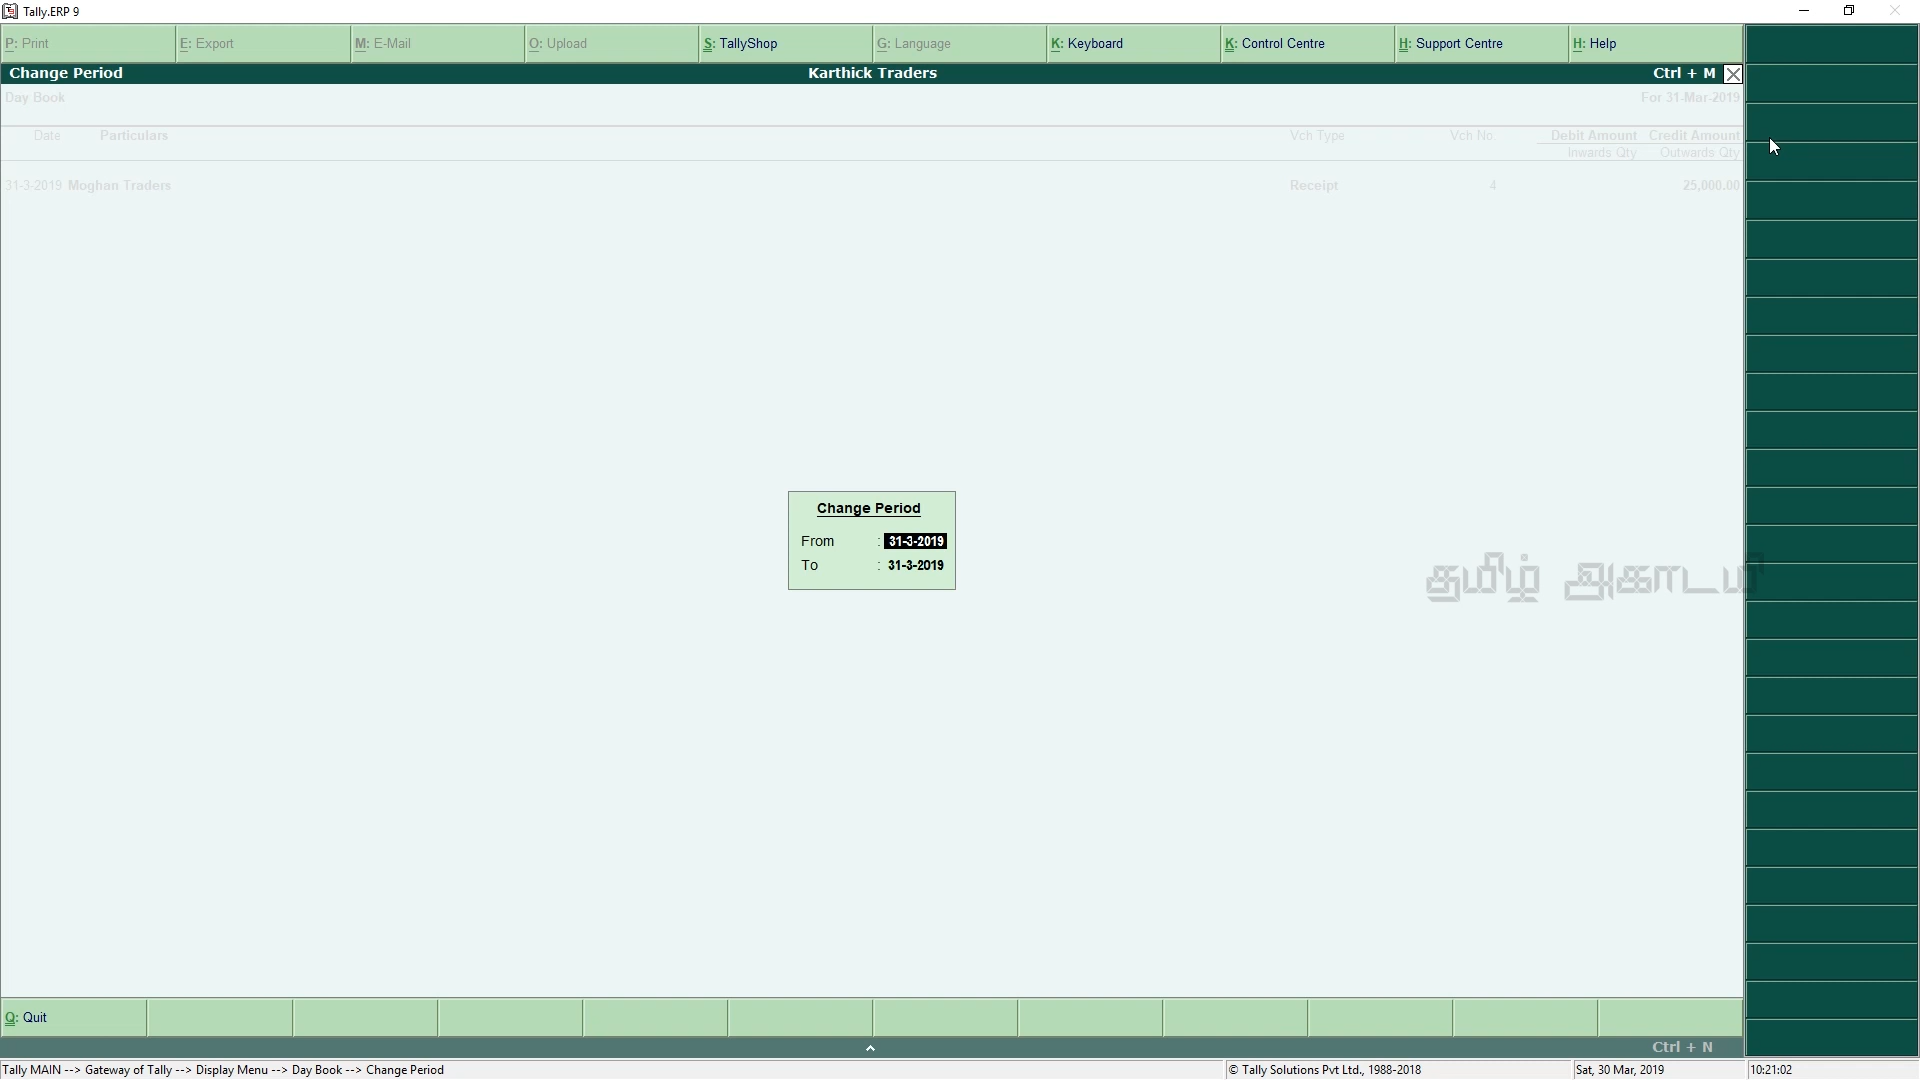 Tally.ERP 9
P: Print E: Export M: E-Mail O: Upload S: TallyShop G: Language K: Keyboard K: Control Centre H: Support Centre H: Help
Change Period Karthick Traders Ctrl + M
Day Book For 31-Mar-2019
Date Particulars Vch Type Vch No. Debit Amount Credit Amount
Inwards Qty Outwards Qty
31-3-2019 Moghan Traders Receipt 4 25,000.00
Change Period
From : 31-3-2019
To : 31-3-2019
தமிழ் அகாடமி
Q: Quit
Ctrl + N
Tally MAIN --> Gateway of Tally --> Display Menu --> Day Book --> Change Period © Tally Solutions Pvt Ltd., 1988-2018 Sat, 30 Mar, 2019 10:21:02